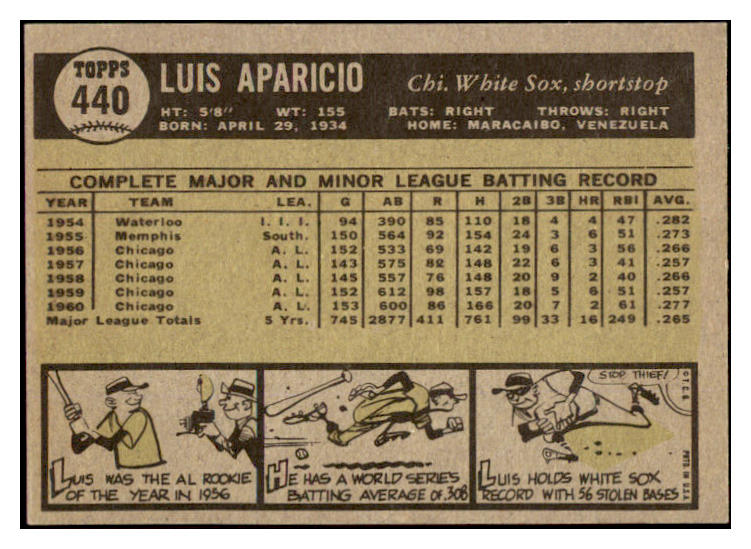 TOPPS
440
LUIS APARICIO
Chi. White Sox, shortstop
HT: 5'8" WT: 155 BATS: RIGHT THROWS: RIGHT
BORN: APRIL 29, 1934 HOME: MARACAIBO, VENEZUELA
COMPLETE MAJOR AND MINOR LEAGUE BATTING RECORD
YEAR TEAM LEA. G AB R H 2B 3B HR RBI AVG.
1954 Waterloo I. I. I. 94 390 85 110 18 4 4 47 .282
1955 Memphis South. 150 564 92 154 24 3 6 51 .273
1956 Chicago A. L. 152 533 69 142 19 6 3 56 .266
1957 Chicago A. L. 143 575 82 148 22 6 3 41 .257
1958 Chicago A. L. 145 557 76 148 20 9 2 40 .266
1959 Chicago A. L. 152 612 98 157 18 5 6 51 .257
1960 Chicago A. L. 153 600 86 166 20 7 2 61 .277
Major League Totals 5 Yrs. 745 2877 411 761 99 33 16 249 .265
LUIS WAS THE AL ROOKIE
OF THE YEAR IN 1956
HE HAS A WORLD SERIES
BATTING AVERAGE OF .308
STOP THIEF!
LUIS HOLDS WHITE SOX
RECORD WITH 56 STOLEN BASES
© T.C.G.
PRTD. IN U.S.A.